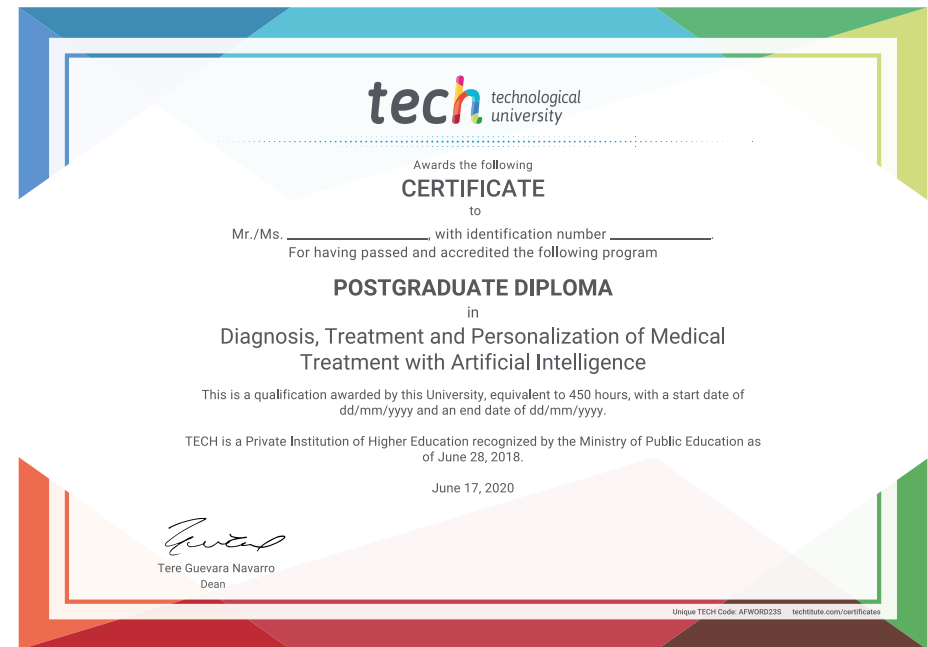 tech technological
university
Awards the following
CERTIFICATE
to
Mr./Ms. ____________________, with identification number ______________.
For having passed and accredited the following program
POSTGRADUATE DIPLOMA
in
Diagnosis, Treatment and Personalization of Medical
Treatment with Artificial Intelligence
This is a qualification awarded by this University, equivalent to 450 hours, with a start date of
dd/mm/yyyy and an end date of dd/mm/yyyy.
TECH is a Private Institution of Higher Education recognized by the Ministry of Public Education as
of June 28, 2018.
June 17, 2020
Tere Guevara Navarro
Dean
Unique TECH Code: AFWORD23S techtitute.com/certificates